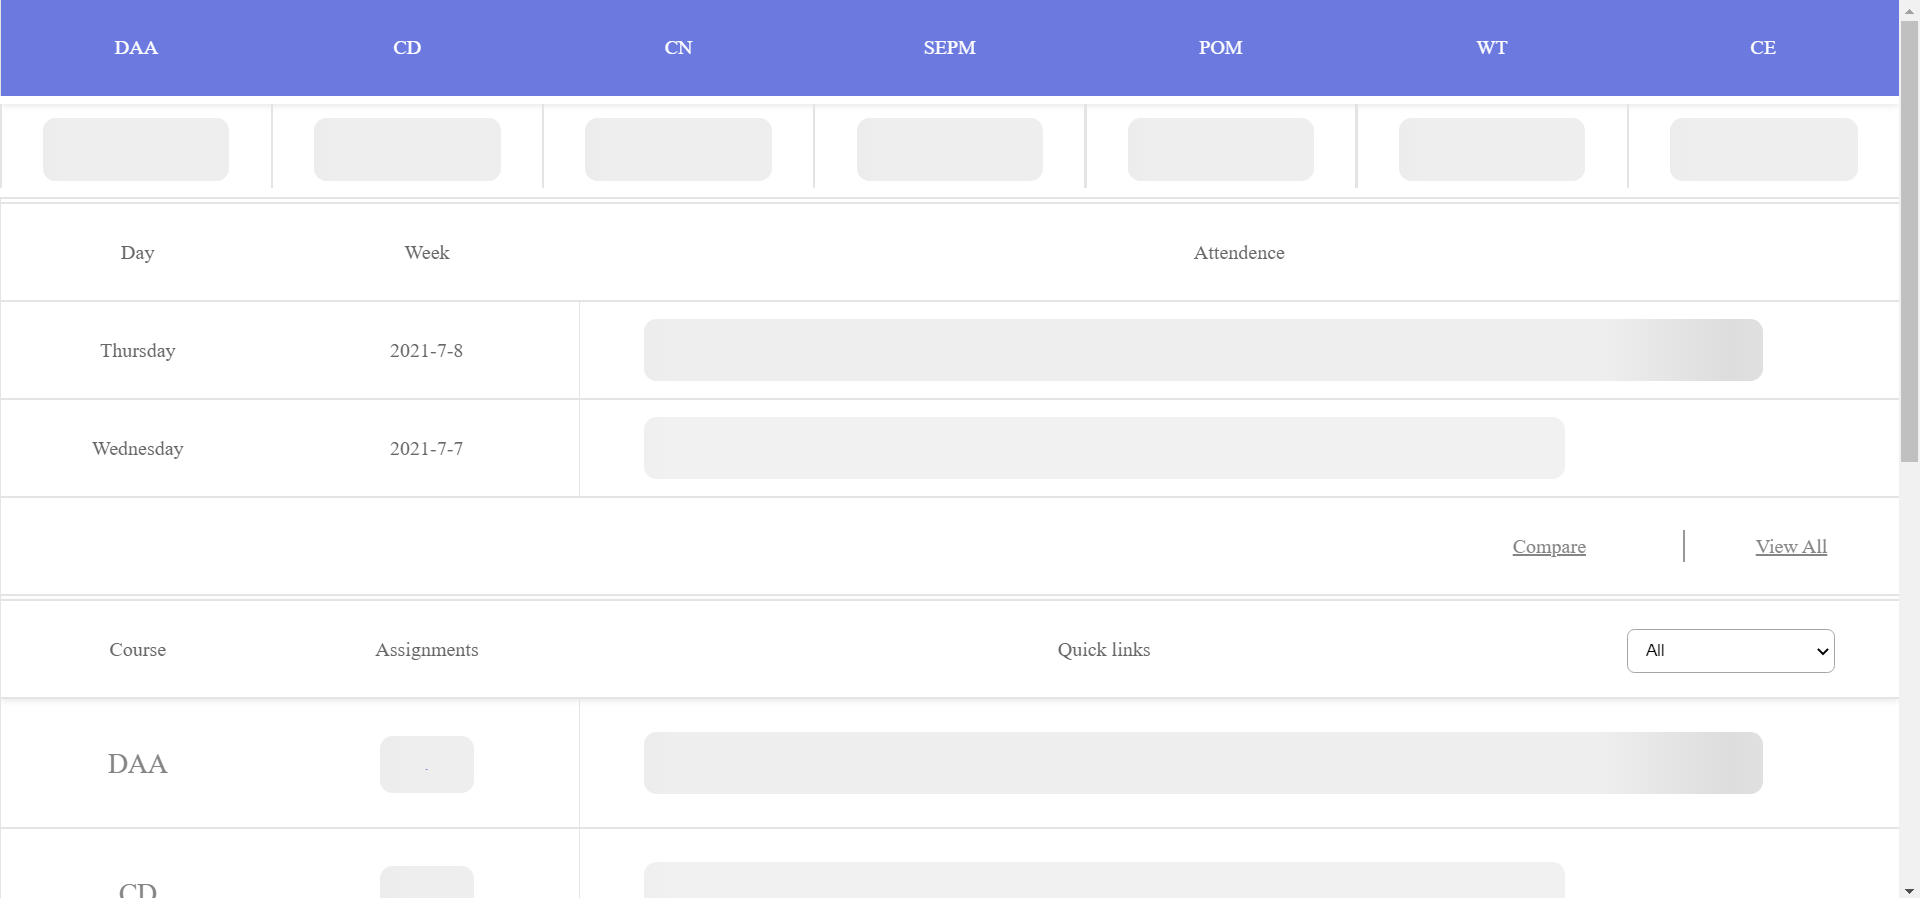 DAA CD CN SEPM POM WT CE
Day Week Attendence
Thursday 2021-7-8
Wednesday 2021-7-7
Compare View All
Course Assignments Quick links All
DAA .
CD